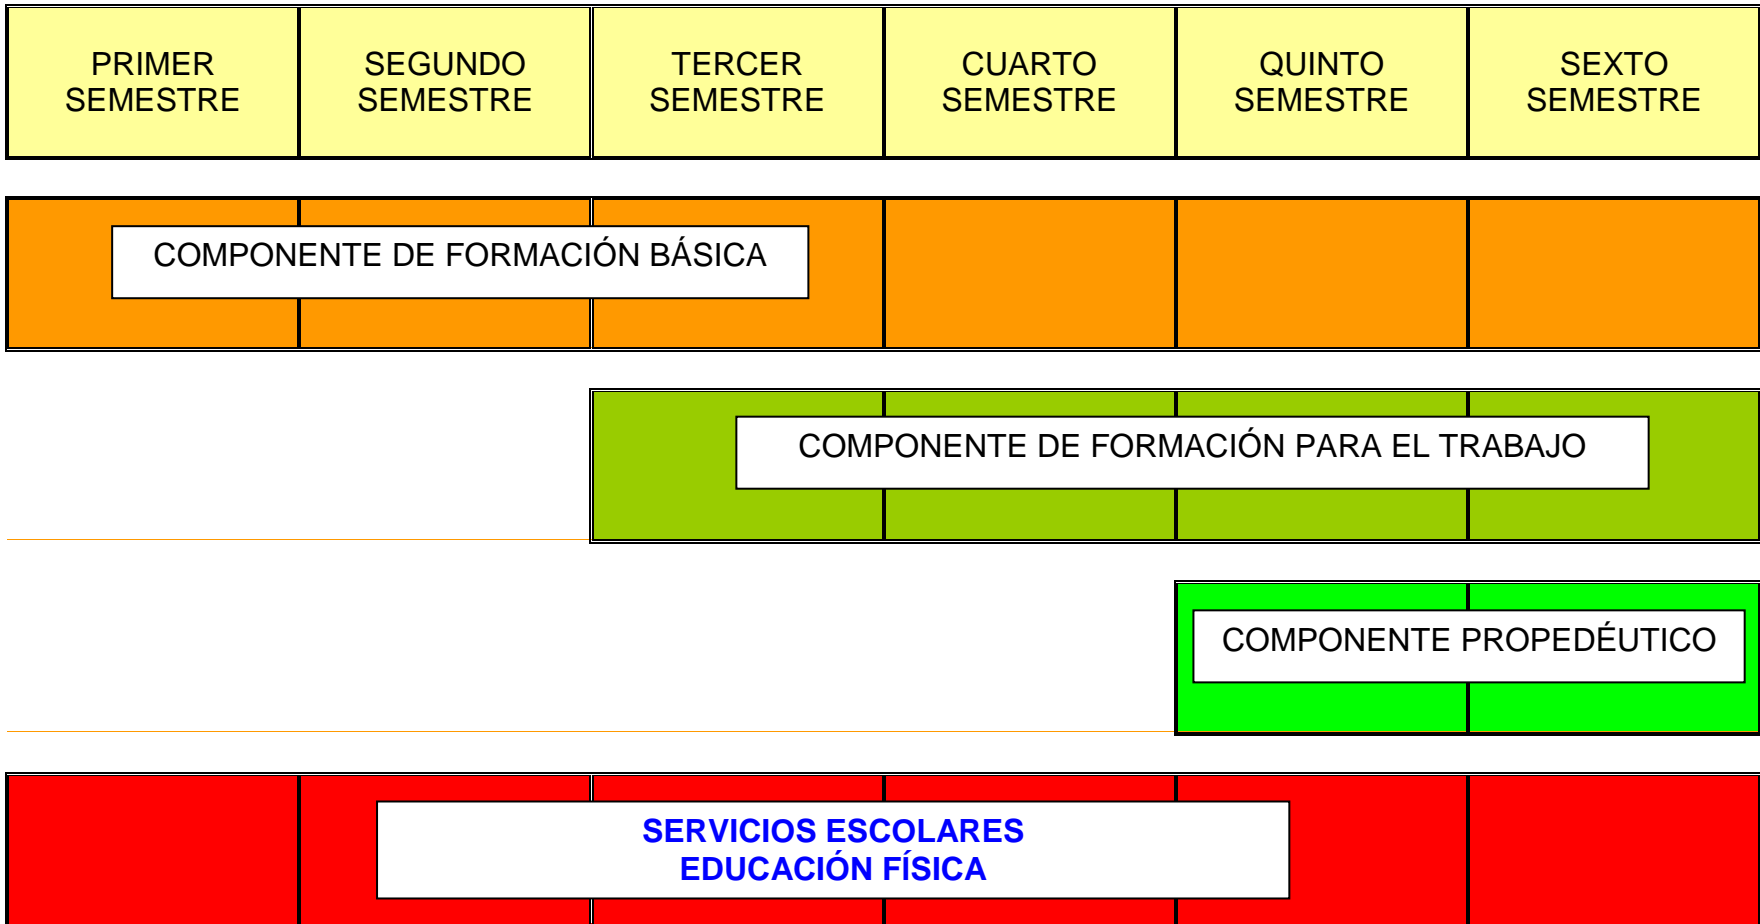 PRIMER
SEMESTRE
SEGUNDO
SEMESTRE
TERCER
SEMESTRE
CUARTO
SEMESTRE
QUINTO
SEMESTRE
SEXTO
SEMESTRE
COMPONENTE DE FORMACIÓN BÁSICA
COMPONENTE DE FORMACIÓN PARA EL TRABAJO
COMPONENTE PROPEDÉUTICO
SERVICIOS ESCOLARES
EDUCACIÓN FÍSICA